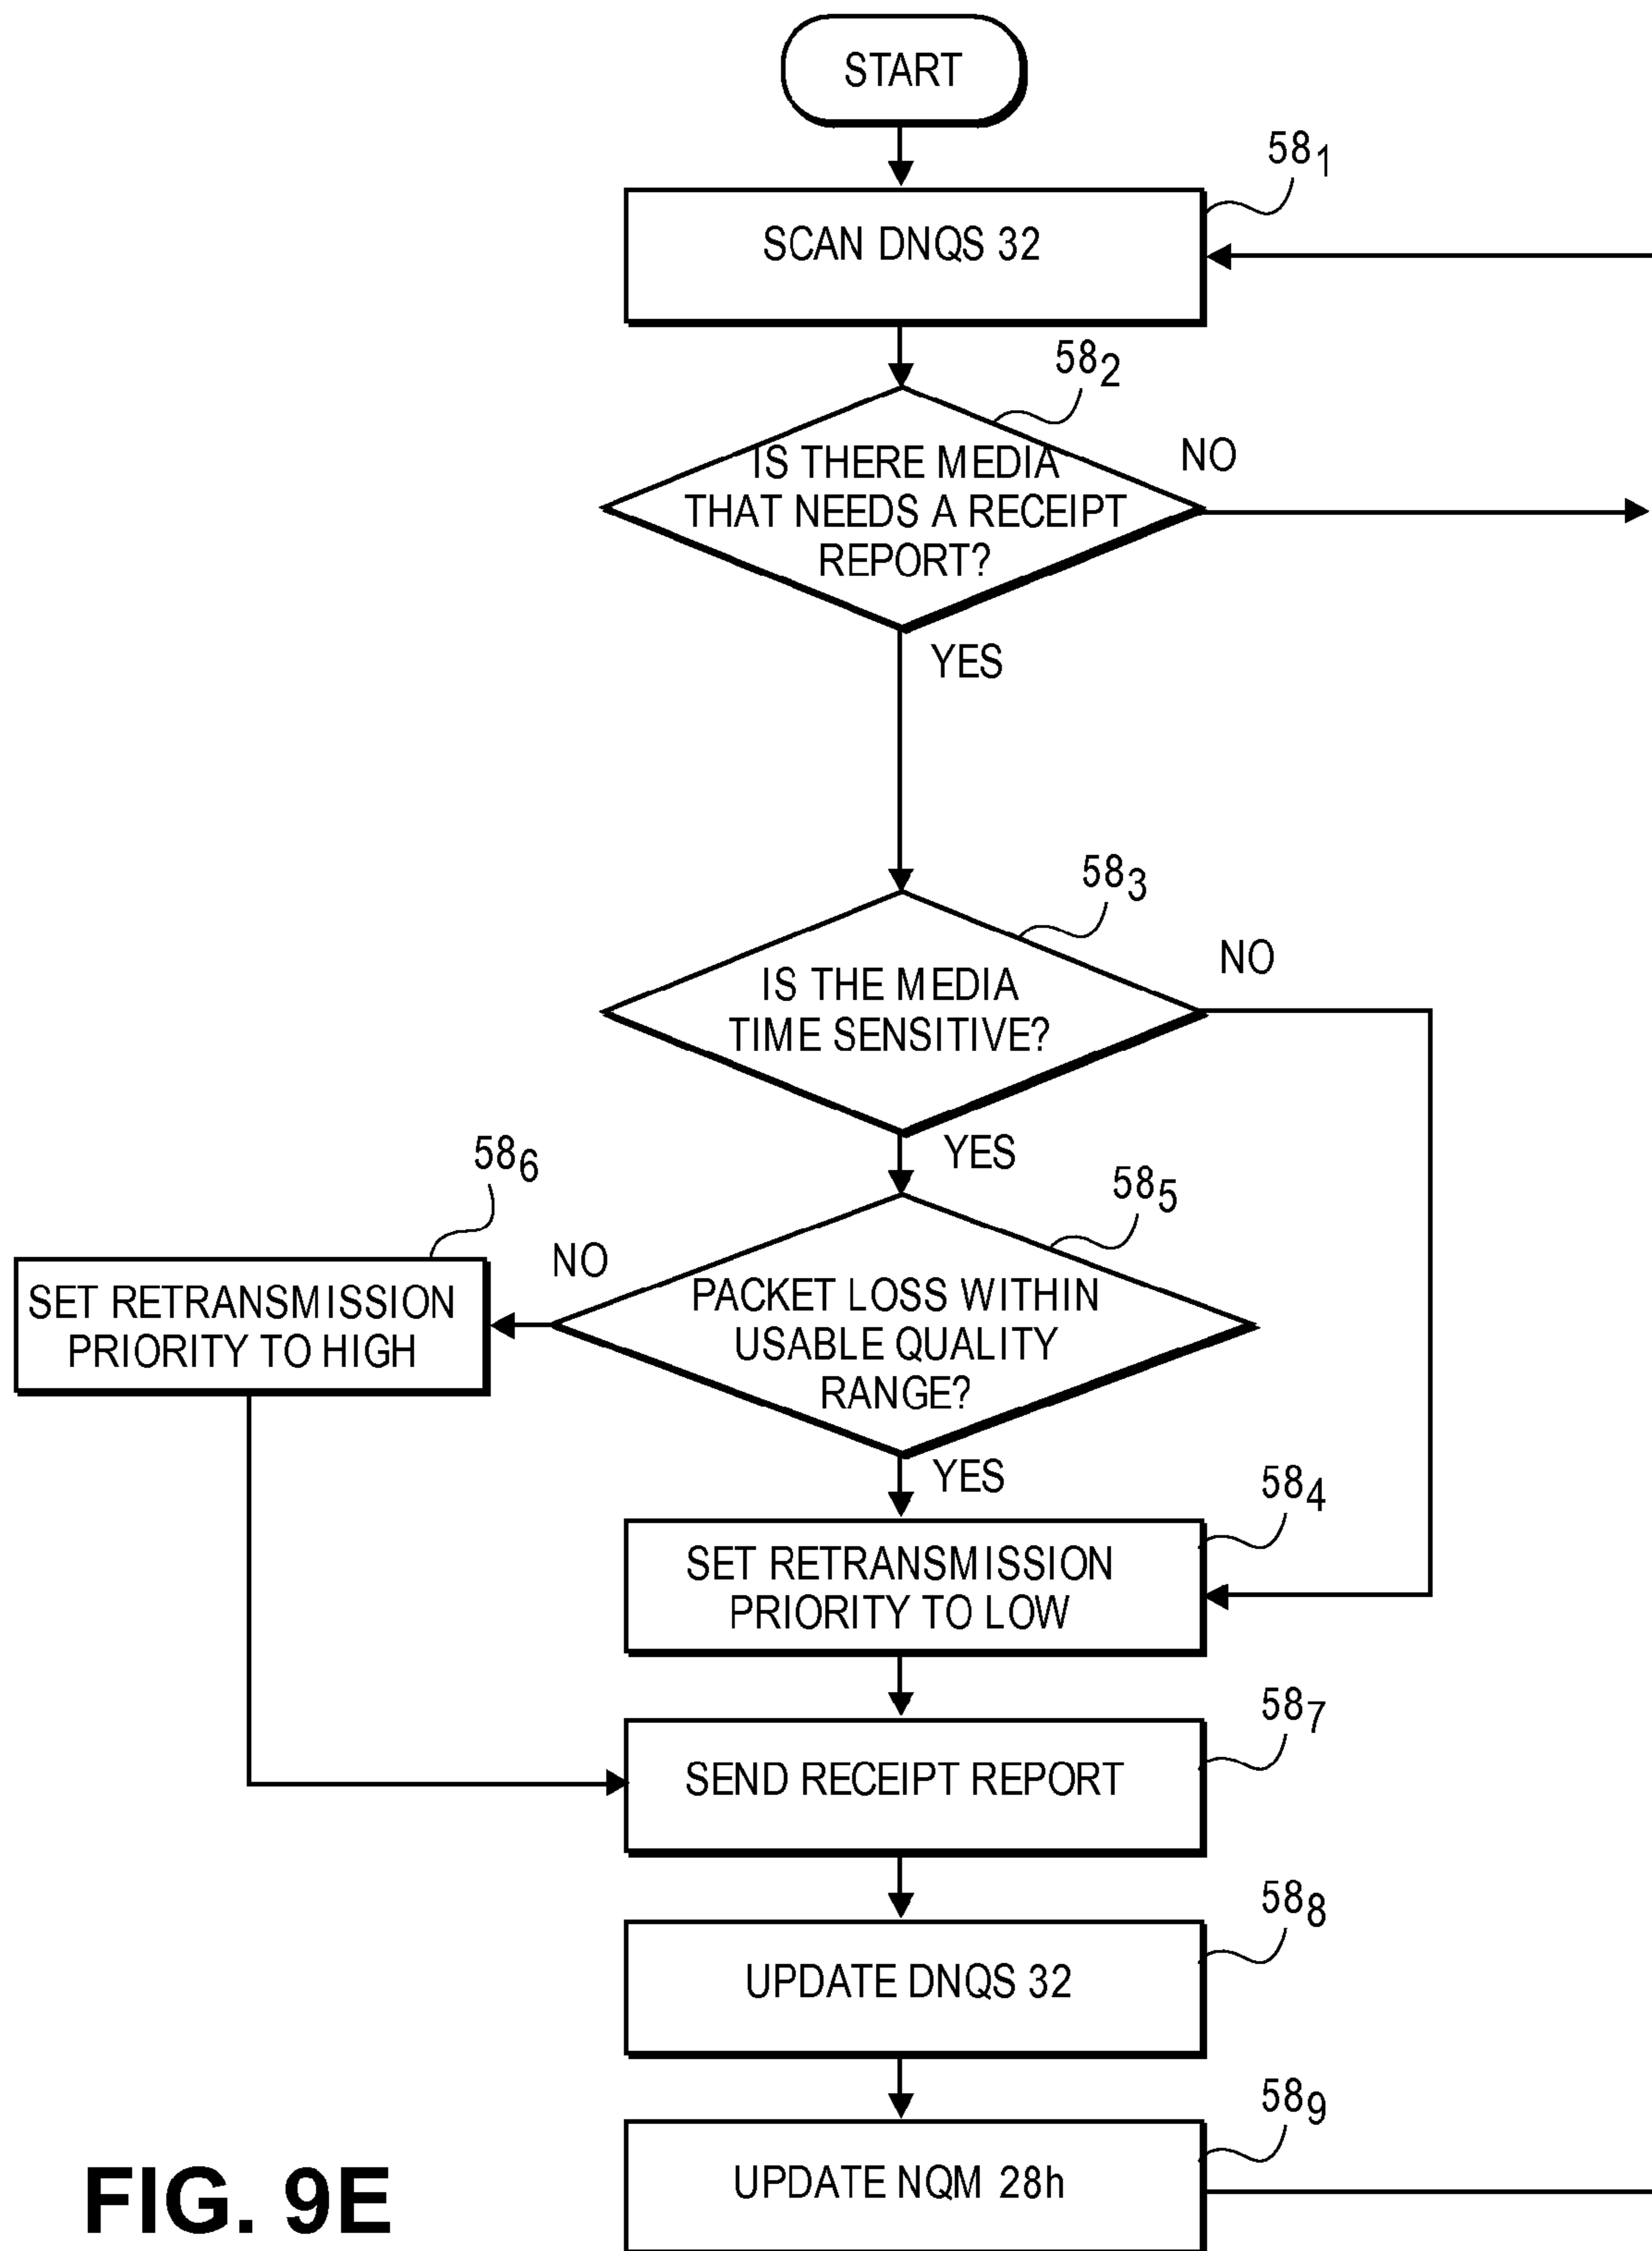 START
58₁
SCAN DNQS 32
58₂
IS THERE MEDIA
THAT NEEDS A RECEIPT
REPORT?
NO
YES
58₃
IS THE MEDIA
TIME SENSITIVE?
NO
YES
58₆
58₅
SET RETRANSMISSION
PRIORITY TO HIGH
NO
PACKET LOSS WITHIN
USABLE QUALITY
RANGE?
YES
58₄
SET RETRANSMISSION
PRIORITY TO LOW
58₇
SEND RECEIPT REPORT
58₈
UPDATE DNQS 32
58₉
UPDATE NQM 28h
FIG. 9E